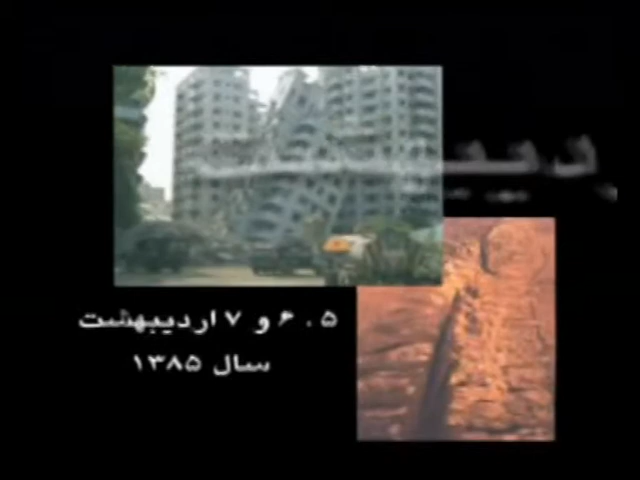 ۵ ، ۶ و ۷ اردیبهشت
سال ۱۳۸۵